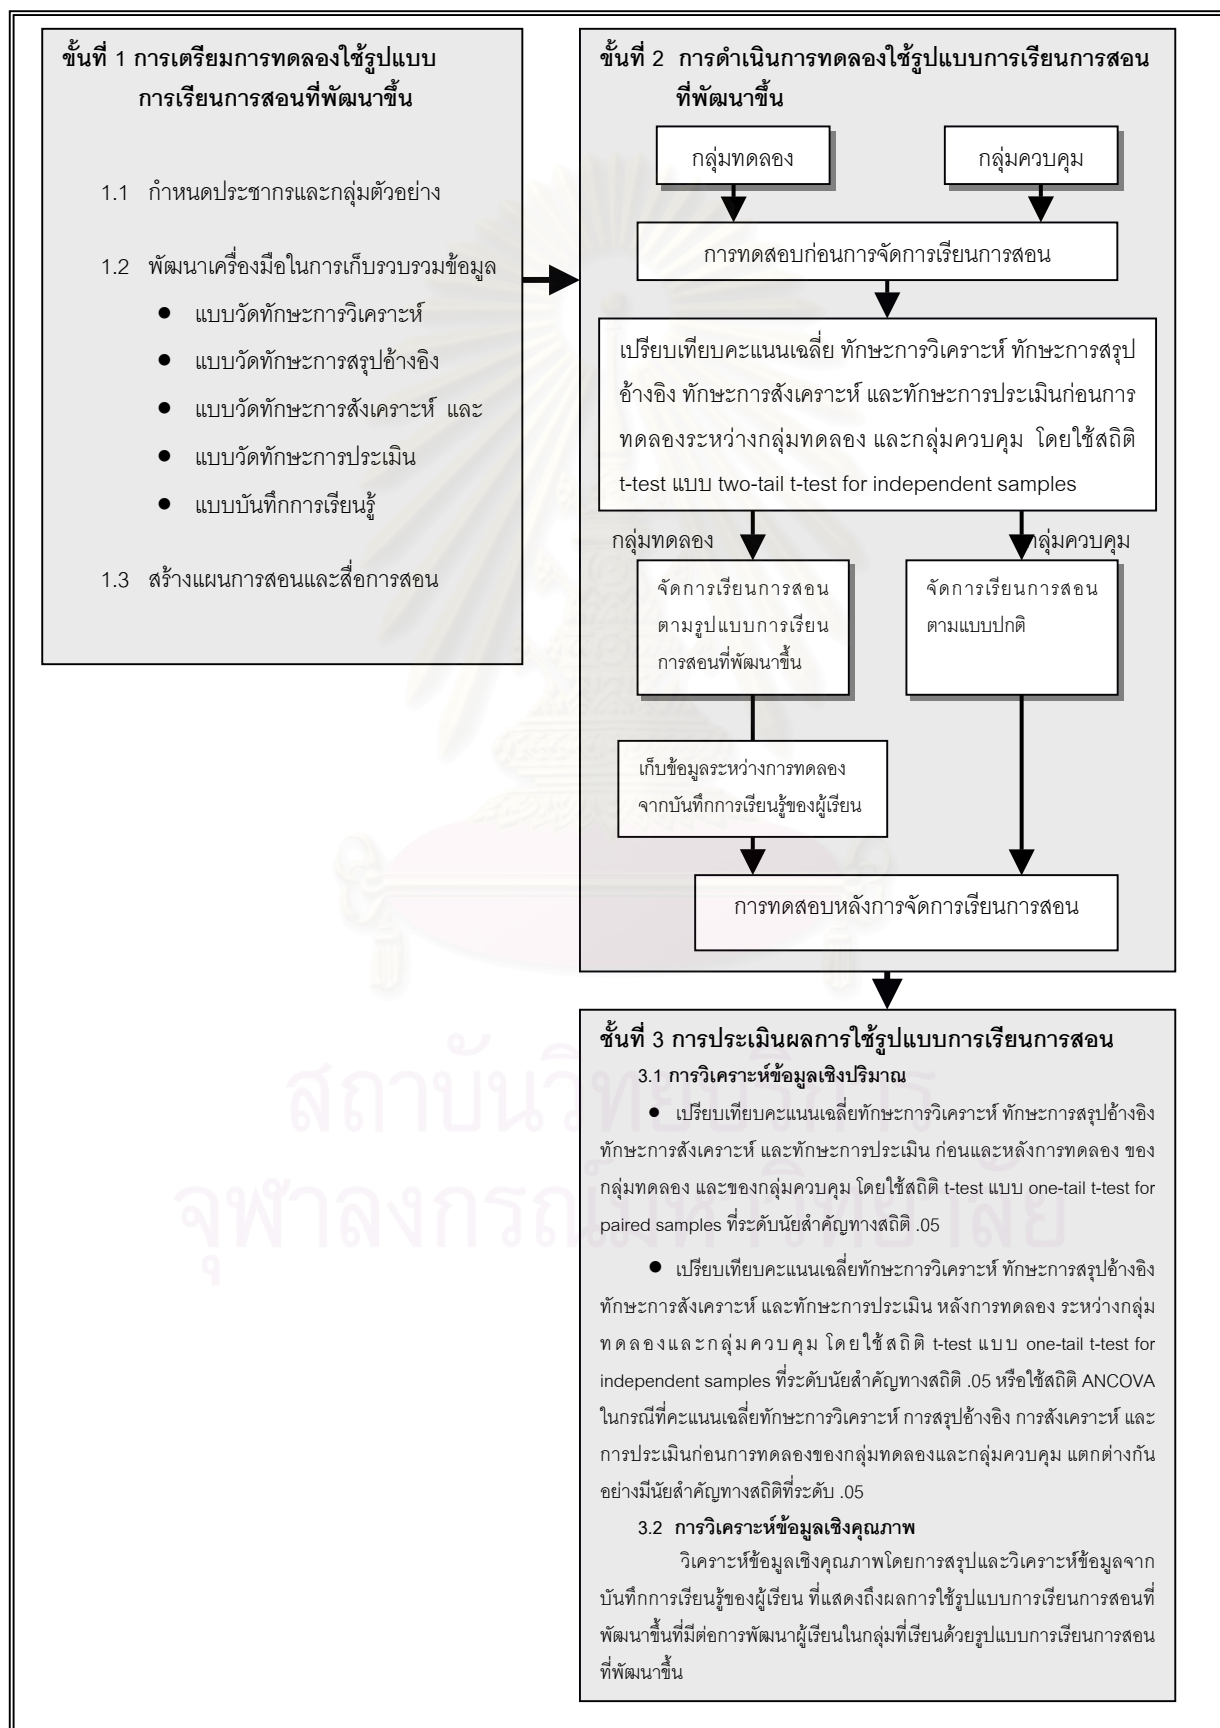 ขั้นที่ 1 การเตรียมการทดลองใช้รูปแบบ
การเรียนการสอนที่พัฒนาขึ้น
1.1 กำหนดประชากรและกลุ่มตัวอย่าง
1.2 พัฒนาเครื่องมือในการเก็บรวบรวมข้อมูล
● แบบวัดทักษะการวิเคราะห์
● แบบวัดทักษะการสรุปอ้างอิง
● แบบวัดทักษะการสังเคราะห์ และ
● แบบวัดทักษะการประเมิน
● แบบบันทึกการเรียนรู้
1.3 สร้างแผนการสอนและสื่อการสอน
ขั้นที่ 2 การดำเนินการทดลองใช้รูปแบบการเรียนการสอน
ที่พัฒนาขึ้น
กลุ่มทดลอง
กลุ่มควบคุม
การทดสอบก่อนการจัดการเรียนการสอน
เปรียบเทียบคะแนนเฉลี่ย ทักษะการวิเคราะห์ ทักษะการสรุป
อ้างอิง ทักษะการสังเคราะห์ และทักษะการประเมินก่อนการ
ทดลองระหว่างกลุ่มทดลอง และกลุ่มควบคุม โดยใช้สถิติ
t-test แบบ two-tail t-test for independent samples
กลุ่มทดลอง
กลุ่มควบคุม
จัดการเรียนการสอน
ตามรูปแบบการเรียน
การสอนที่พัฒนาขึ้น
จัดการเรียนการสอน
ตามแบบปกติ
เก็บข้อมูลระหว่างการทดลอง
จากบันทึกการเรียนรู้ของผู้เรียน
การทดสอบหลังการจัดการเรียนการสอน
ชั้นที่ 3 การประเมินผลการใช้รูปแบบการเรียนการสอน
3.1 การวิเคราะห์ข้อมูลเชิงปริมาณ
● เปรียบเทียบคะแนนเฉลี่ยทักษะการวิเคราะห์ ทักษะการสรุปอ้างอิง
ทักษะการสังเคราะห์ และทักษะการประเมิน ก่อนและหลังการทดลอง ของ
กลุ่มทดลอง และของกลุ่มควบคุม โดยใช้สถิติ t-test แบบ one-tail t-test for
paired samples ที่ระดับนัยสำคัญทางสถิติ .05
● เปรียบเทียบคะแนนเฉลี่ยทักษะการวิเคราะห์ ทักษะการสรุปอ้างอิง
ทักษะการสังเคราะห์ และทักษะการประเมิน หลังการทดลอง ระหว่างกลุ่ม
ทดลองและกลุ่มควบคุม โดยใช้สถิติ t-test แบบ one-tail t-test for
independent samples ที่ระดับนัยสำคัญทางสถิติ .05 หรือใช้สถิติ ANCOVA
ในกรณีที่คะแนนเฉลี่ยทักษะการวิเคราะห์ การสรุปอ้างอิง การสังเคราะห์ และ
การประเมินก่อนการทดลองของกลุ่มทดลองและกลุ่มควบคุม แตกต่างกัน
อย่างมีนัยสำคัญทางสถิติที่ระดับ .05
3.2 การวิเคราะห์ข้อมูลเชิงคุณภาพ
วิเคราะห์ข้อมูลเชิงคุณภาพโดยการสรุปและวิเคราะห์ข้อมูลจาก
บันทึกการเรียนรู้ของผู้เรียน ที่แสดงถึงผลการใช้รูปแบบการเรียนการสอนที่
พัฒนาขึ้นที่มีต่อการพัฒนาผู้เรียนในกลุ่มที่เรียนด้วยรูปแบบการเรียนการสอน
ที่พัฒนาขึ้น
สถาบันวิทยบริการ
จุฬาลงกรณ์มหาวิทยาลัย